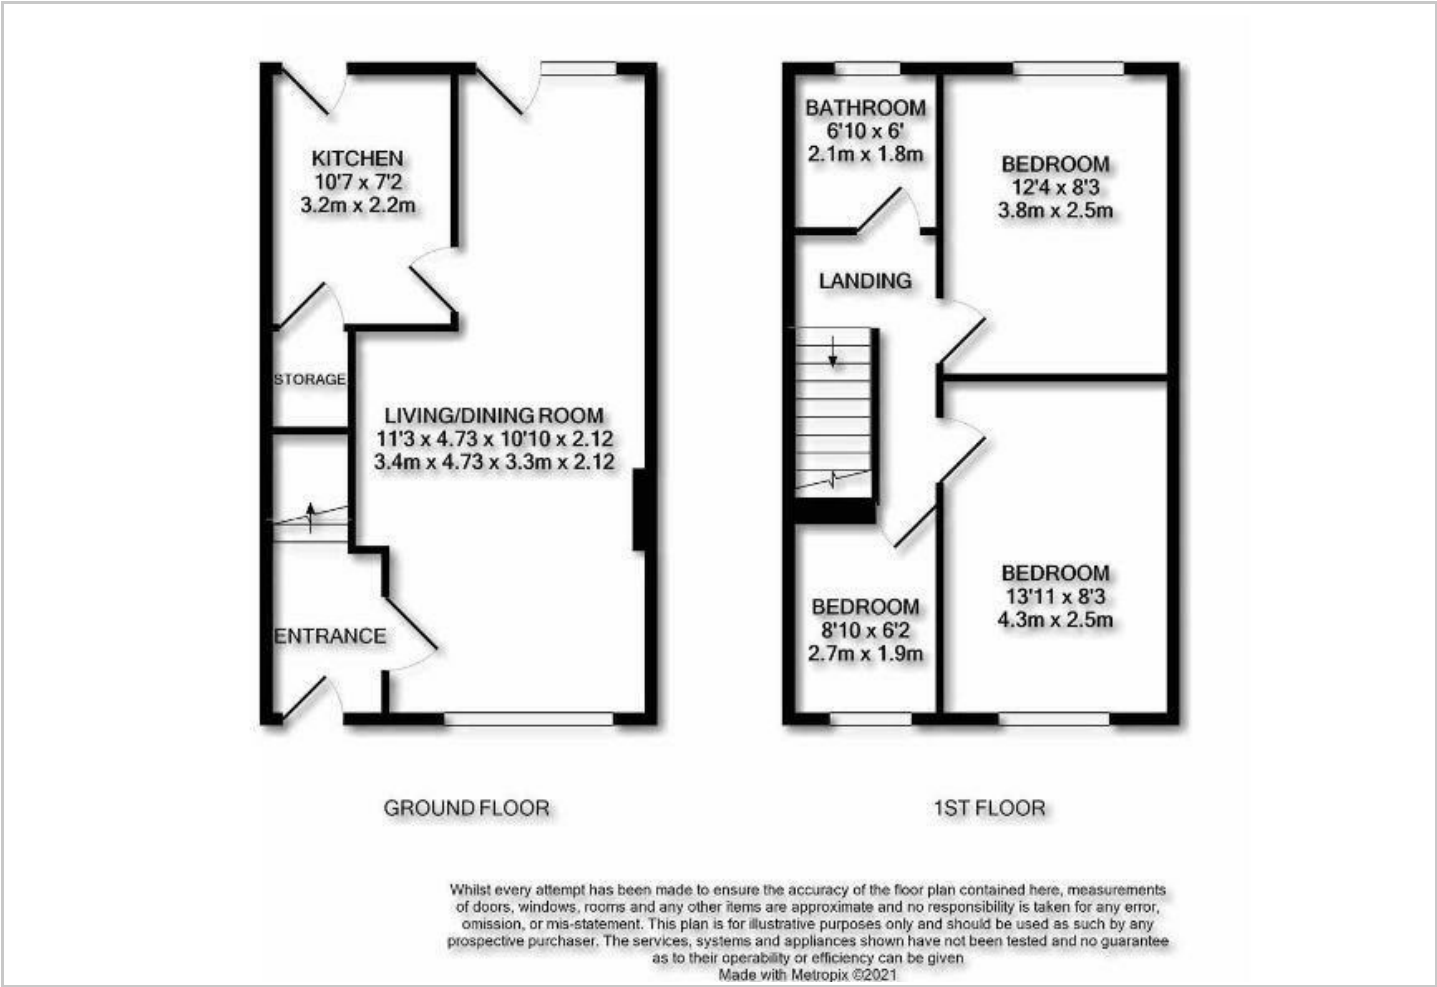 KITCHEN
10'7 x 7'2
3.2m x 2.2m
STORAGE
LIVING/DINING ROOM
11'3 x 4.73 x 10'10 x 2.12
3.4m x 4.73 x 3.3m x 2.12
ENTRANCE
GROUND FLOOR
BATHROOM
6'10 x 6'
2.1m x 1.8m
BEDROOM
12'4 x 8'3
3.8m x 2.5m
LANDING
BEDROOM
13'11 x 8'3
4.3m x 2.5m
BEDROOM
8'10 x 6'2
2.7m x 1.9m
1ST FLOOR
Whilst every attempt has been made to ensure the accuracy of the floor plan contained here, measurements
of doors, windows, rooms and any other items are approximate and no responsibility is taken for any error,
omission, or mis-statement. This plan is for illustrative purposes only and should be used as such by any
prospective purchaser. The services, systems and appliances shown have not been tested and no guarantee
as to their operability or efficiency can be given
Made with Metropix ©2021